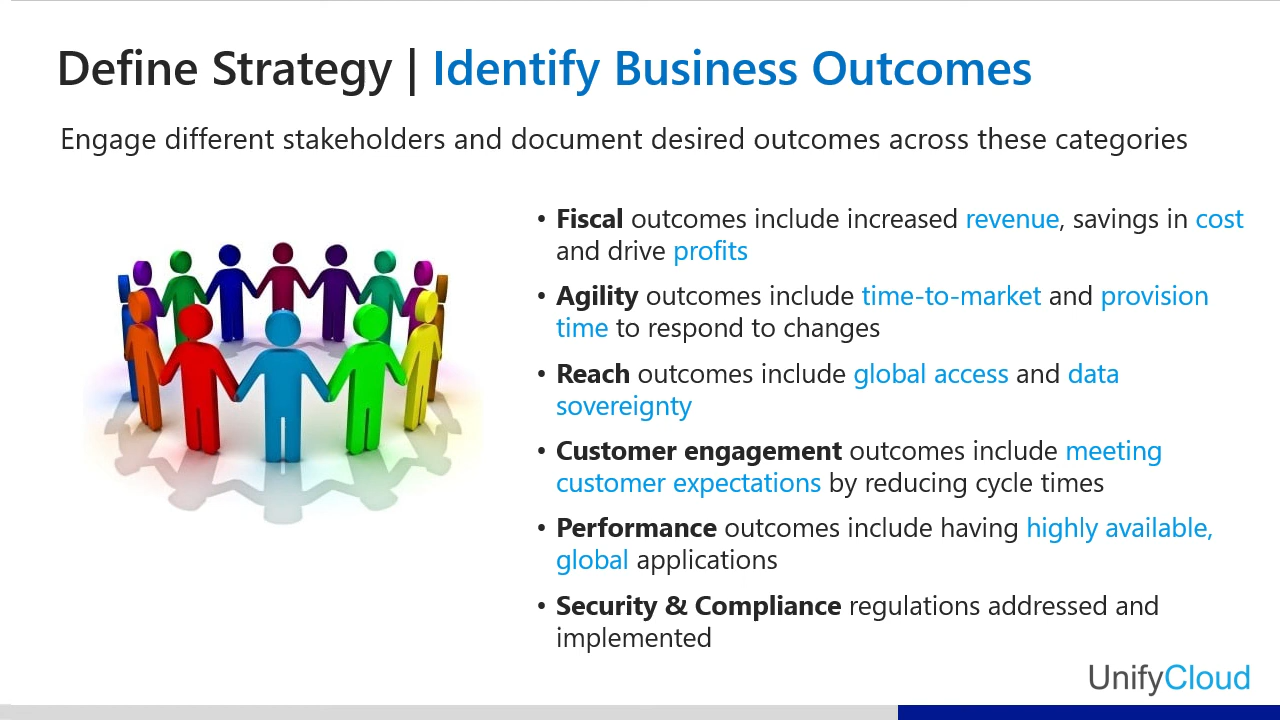 Define Strategy | Identify Business Outcomes
Engage different stakeholders and document desired outcomes across these categories
• Fiscal outcomes include increased revenue, savings in cost
and drive profits
• Agility outcomes include time-to-market and provision
time to respond to changes
• Reach outcomes include global access and data
sovereignty
• Customer engagement outcomes include meeting
customer expectations by reducing cycle times
• Performance outcomes include having highly available,
global applications
• Security & Compliance regulations addressed and
implemented
UnifyCloud